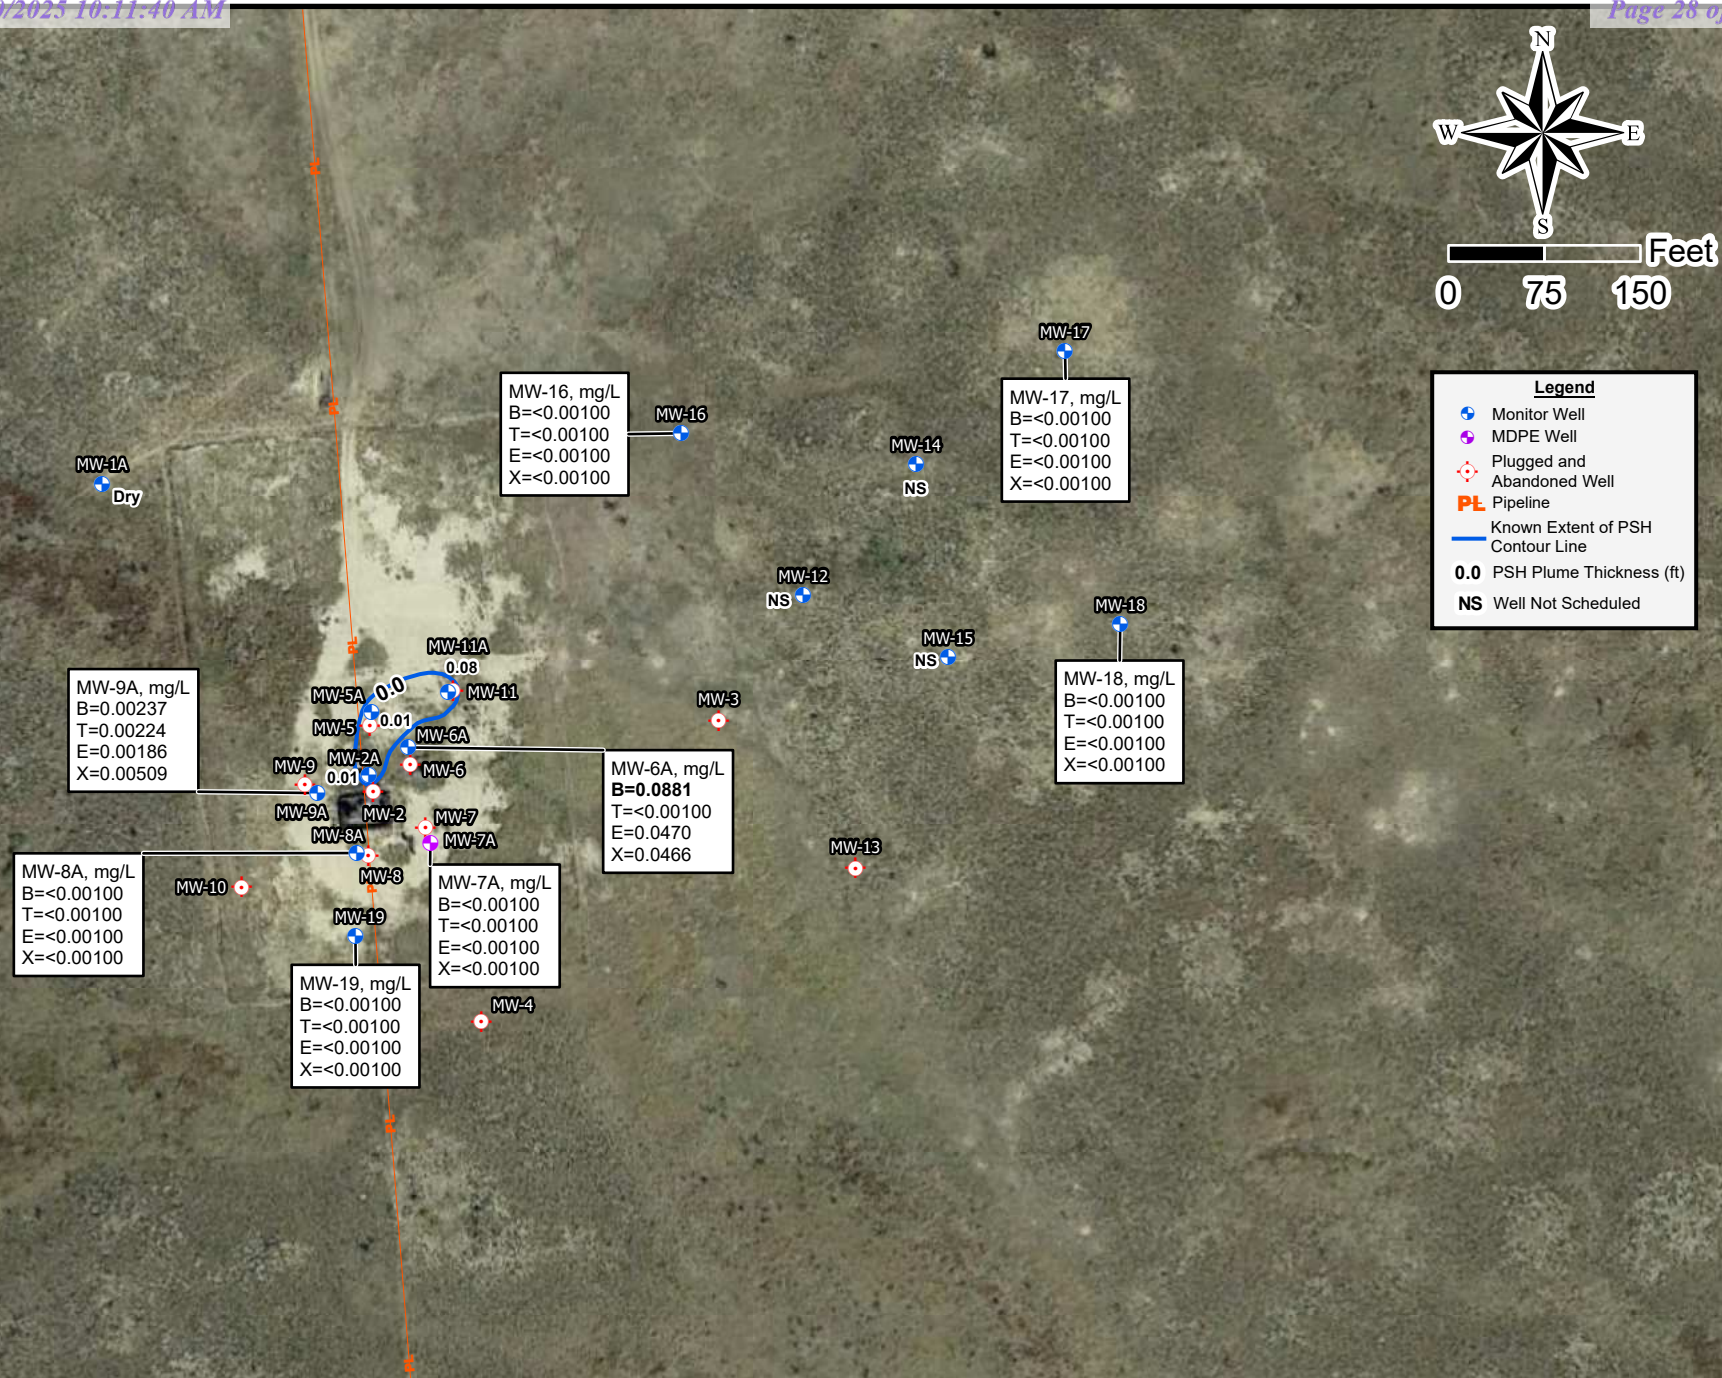 0/2025 10:11:40 AM
Page 28 o
N
W
E
S
Feet
0
75
150
Legend
Monitor Well
MDPE Well
Plugged and
Abandoned Well
PL Pipeline
Known Extent of PSH
Contour Line
0.0 PSH Plume Thickness (ft)
NS Well Not Scheduled
PL
PL
MW-17
MW-17, mg/L
B=<0.00100
T=<0.00100
E=<0.00100
X=<0.00100
MW-16, mg/L
B=<0.00100
T=<0.00100
E=<0.00100
X=<0.00100
MW-16
MW-14
NS
MW-1A
Dry
MW-12
NS
MW-18
MW-18, mg/L
B=<0.00100
T=<0.00100
E=<0.00100
X=<0.00100
MW-15
NS
PL
MW-11A
0.08
MW-11
0.0
MW-5A
MW-5
0.01
MW-3
MW-9A, mg/L
B=0.00237
T=0.00224
E=0.00186
X=0.00509
MW-6A
MW-6
MW-2A
0.01
MW-9
MW-9A
MW-2
MW-6A, mg/L
B=0.0881
T=<0.00100
E=0.0470
X=0.0466
MW-7
MW-7A
MW-8A
MW-8
PL
MW-13
MW-8A, mg/L
B=<0.00100
T=<0.00100
E=<0.00100
X=<0.00100
MW-10
MW-7A, mg/L
B=<0.00100
T=<0.00100
E=<0.00100
X=<0.00100
MW-19
MW-19, mg/L
B=<0.00100
T=<0.00100
E=<0.00100
X=<0.00100
MW-4
PL
PL